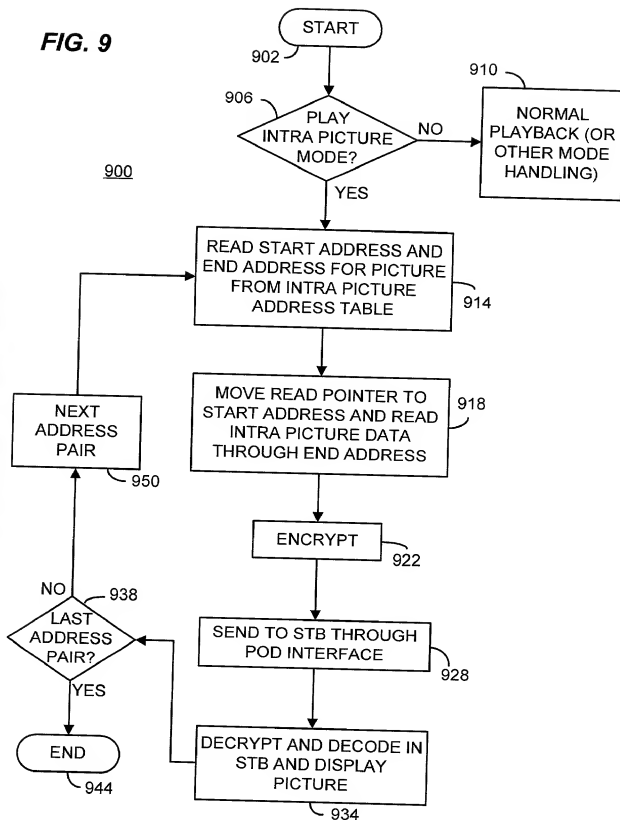 FIG. 9
START
902
906
PLAY
INTRA PICTURE
MODE?
NO
910
NORMAL
PLAYBACK (OR
OTHER MODE
HANDLING)
900
YES
READ START ADDRESS AND
END ADDRESS FOR PICTURE
FROM INTRA PICTURE
ADDRESS TABLE
914
MOVE READ POINTER TO
START ADDRESS AND READ
INTRA PICTURE DATA
THROUGH END ADDRESS
918
NEXT
ADDRESS
PAIR
950
ENCRYPT
922
NO
938
LAST
ADDRESS
PAIR?
YES
SEND TO STB THROUGH
POD INTERFACE
928
END
944
DECRYPT AND DECODE IN
STB AND DISPLAY
PICTURE
934